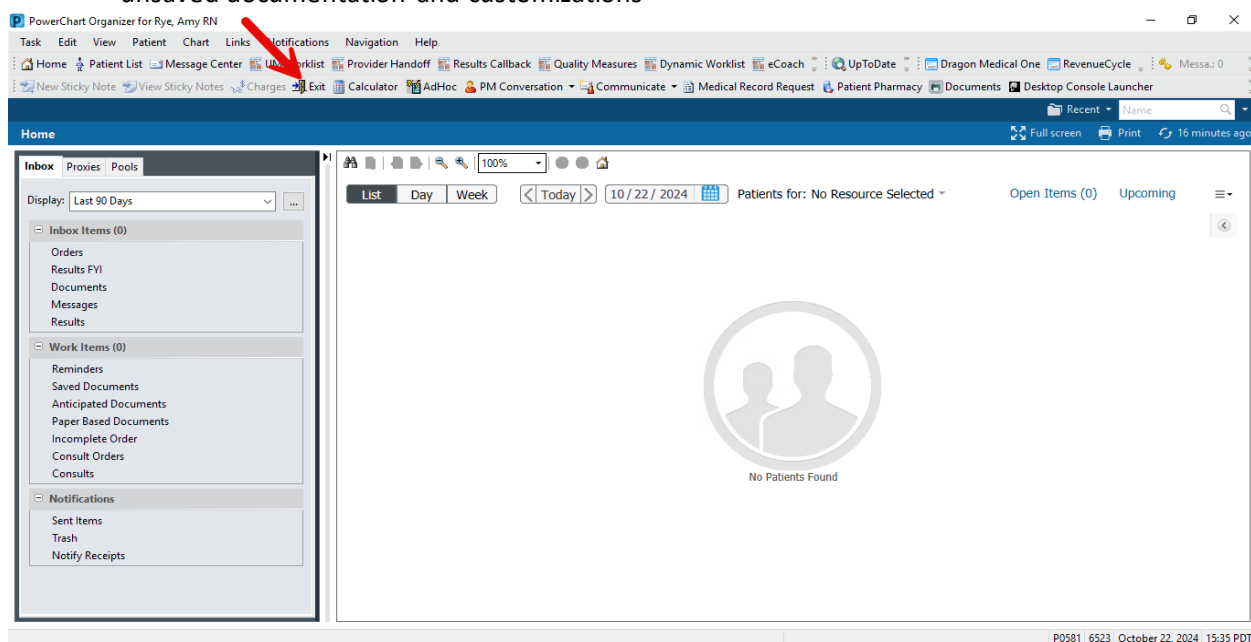 unsaved documentation and customizations
PowerChart Organizer for Rye, Amy RN
Task Edit View Patient Chart Links Notifications Navigation Help
Home Patient List Message Center Worklist Provider Handoff Results Callback Quality Measures Dynamic Worklist eCoach UpToDate Dragon Medical One RevenueCycle Messa.: 0
New Sticky Note View Sticky Notes Charges Exit Calculator AdHoc PM Conversation Communicate Medical Record Request Patient Pharmacy Documents Desktop Console Launcher
Recent Name
Home Full screen Print 16 minutes ago
Inbox Proxies Pools
100%
Display: Last 90 Days ...
List Day Week Today 10/22/2024 Patients for: No Resource Selected Open Items (0) Upcoming
Inbox Items (0)
Orders
Results FYI
Documents
Messages
Results
Work Items (0)
Reminders
Saved Documents
Anticipated Documents
Paper Based Documents
Incomplete Order
Consult Orders
Consults
No Patients Found
Notifications
Sent Items
Trash
Notify Receipts
P0581 6523 October 22, 2024 15:35 PDT